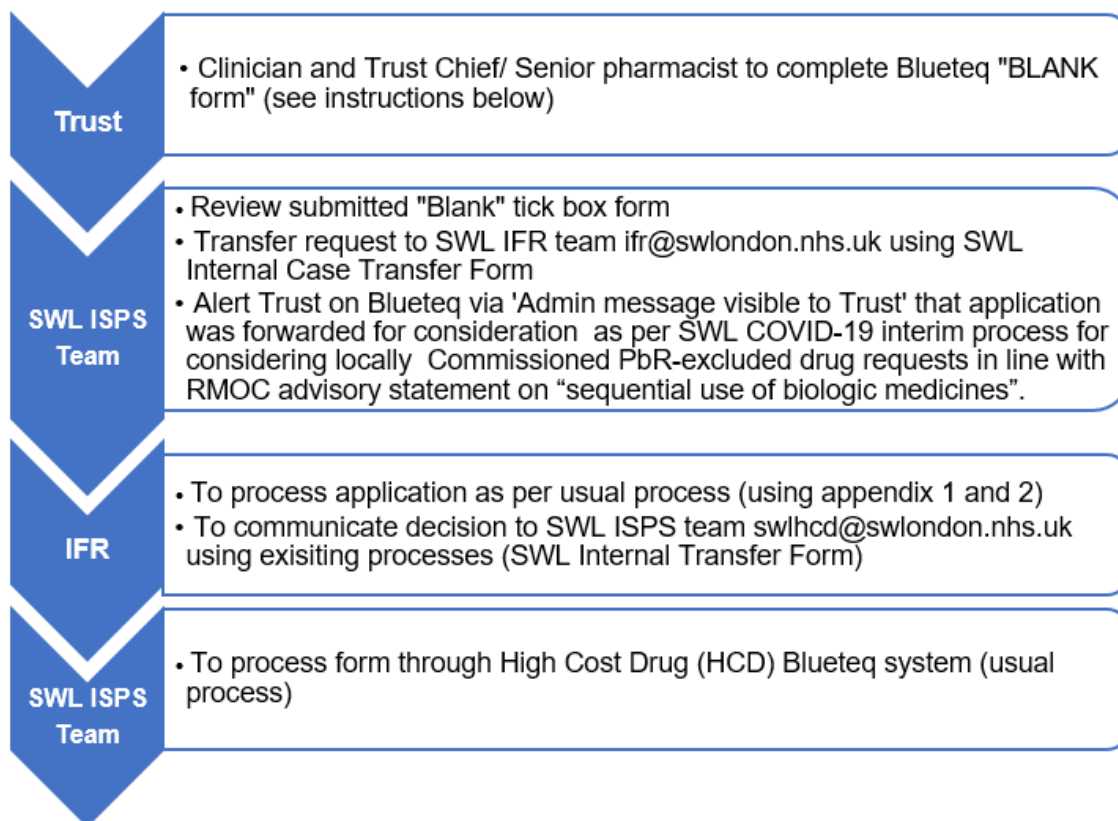 Trust
• Clinician and Trust Chief/ Senior pharmacist to complete Blueteq "BLANK
form" (see instructions below)
SWL ISPS
Team
• Review submitted "Blank" tick box form
• Transfer request to SWL IFR team ifr@swlondon.nhs.uk using SWL
Internal Case Transfer Form
• Alert Trust on Blueteq via 'Admin message visible to Trust' that application
was forwarded for consideration as per SWL COVID-19 interim process for
considering locally Commissioned PbR-excluded drug requests in line with
RMOC advisory statement on “sequential use of biologic medicines”.
IFR
• To process application as per usual process (using appendix 1 and 2)
• To communicate decision to SWL ISPS team swlhcd@swlondon.nhs.uk
using exisiting processes (SWL Internal Transfer Form)
SWL ISPS
Team
• To process form through High Cost Drug (HCD) Blueteq system (usual
process)